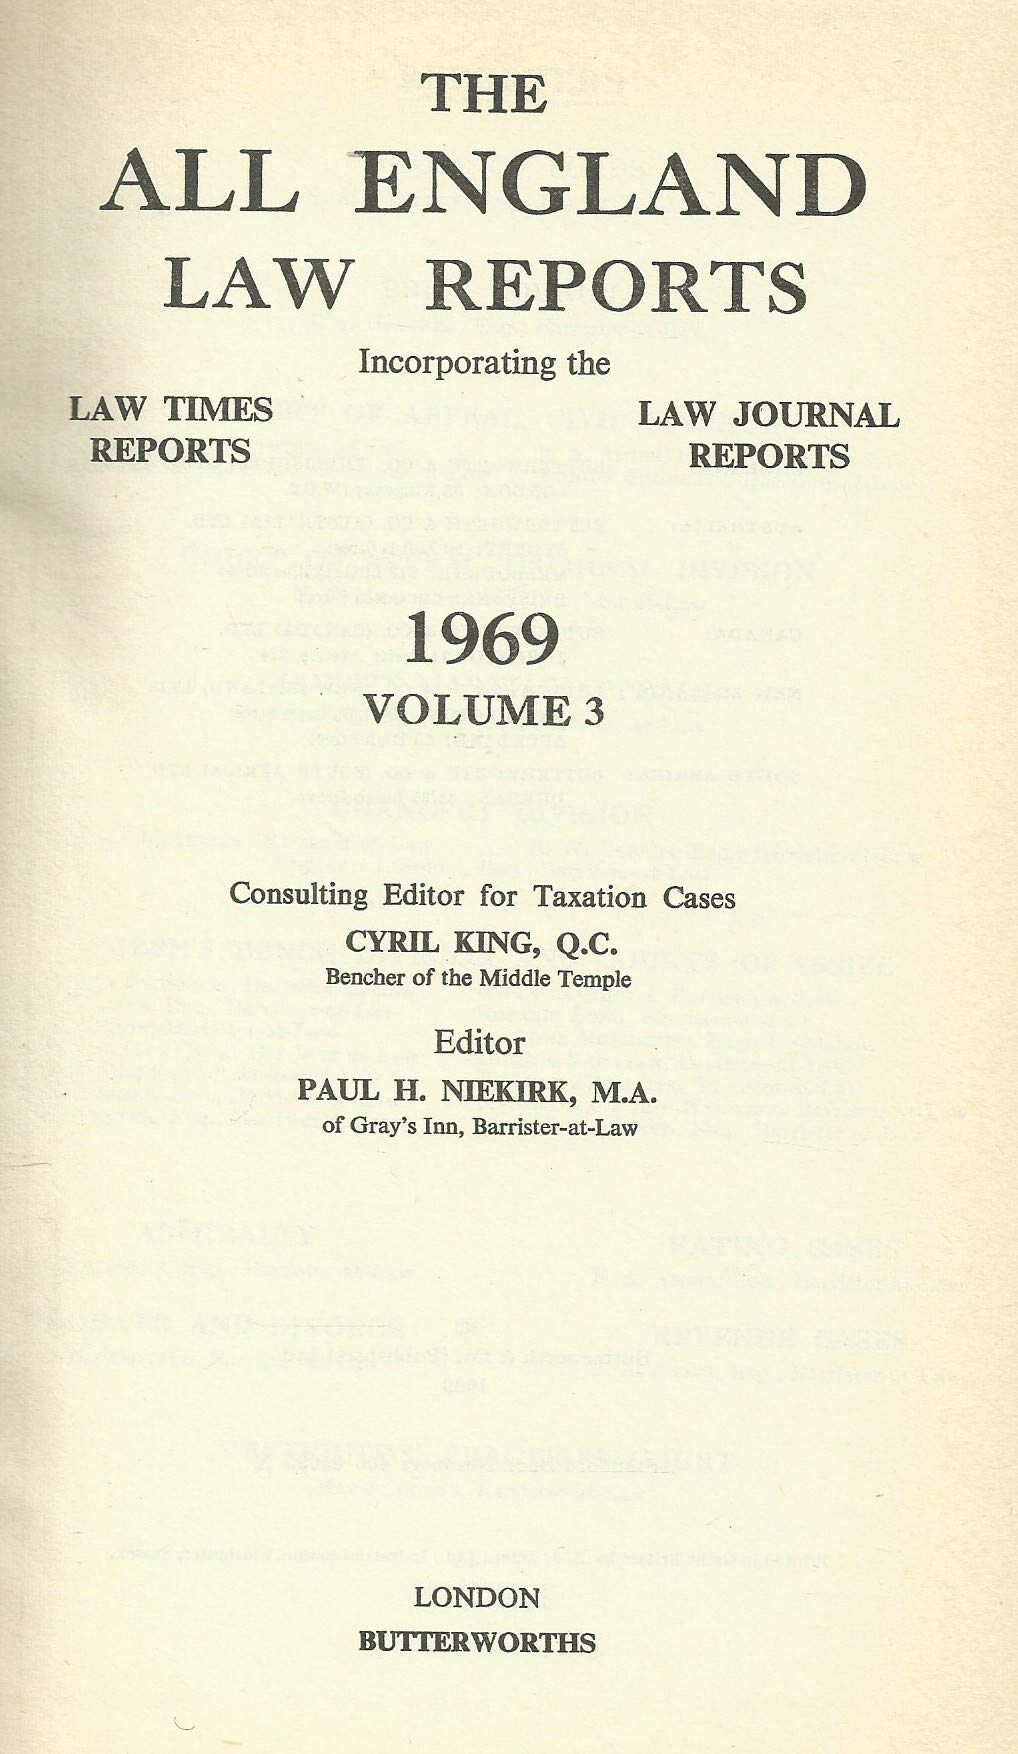 THE
ALL ENGLAND
LAW REPORTS
Incorporating the
LAW TIMES
REPORTS
LAW JOURNAL
REPORTS
1969
VOLUME 3
Consulting Editor for Taxation Cases
CYRIL KING, Q.C.
Bencher of the Middle Temple
Editor
PAUL H. NIEKIRK, M.A.
of Gray's Inn, Barrister-at-Law
LONDON
BUTTERWORTHS